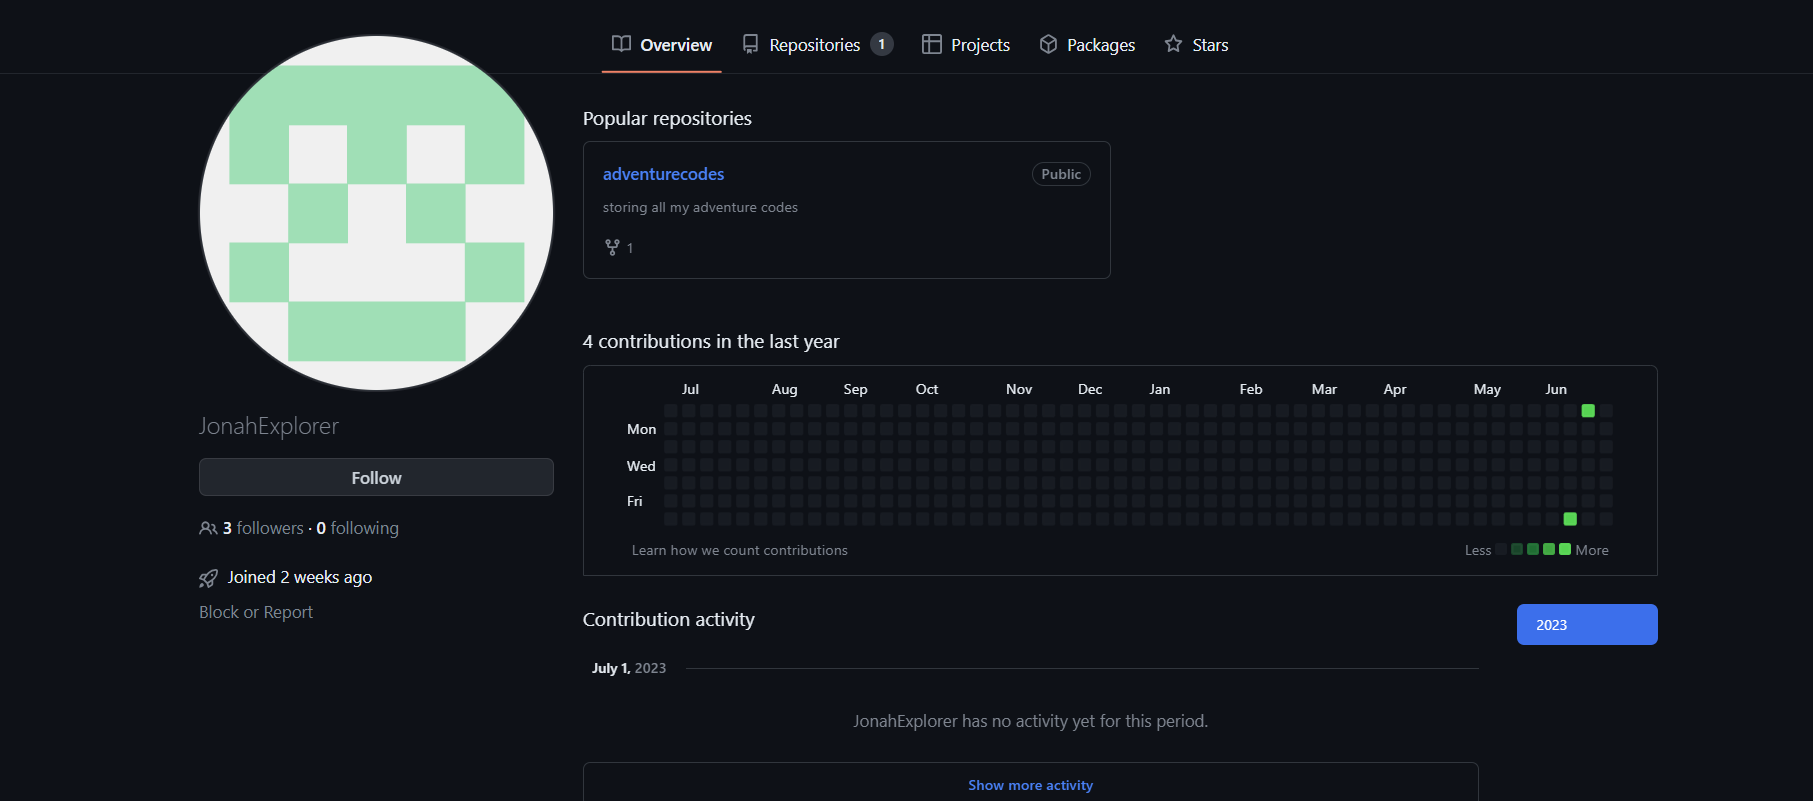 Overview Repositories 1 Projects Packages Stars
JonahExplorer
Follow
3 followers · 0 following
Joined 2 weeks ago
Block or Report
Popular repositories
adventurecodes Public
storing all my adventure codes
1
4 contributions in the last year
Jul Aug Sep Oct Nov Dec Jan Feb Mar Apr May Jun
Mon
Wed
Fri
Learn how we count contributions Less More
Contribution activity
2023
July 1, 2023
JonahExplorer has no activity yet for this period.
Show more activity